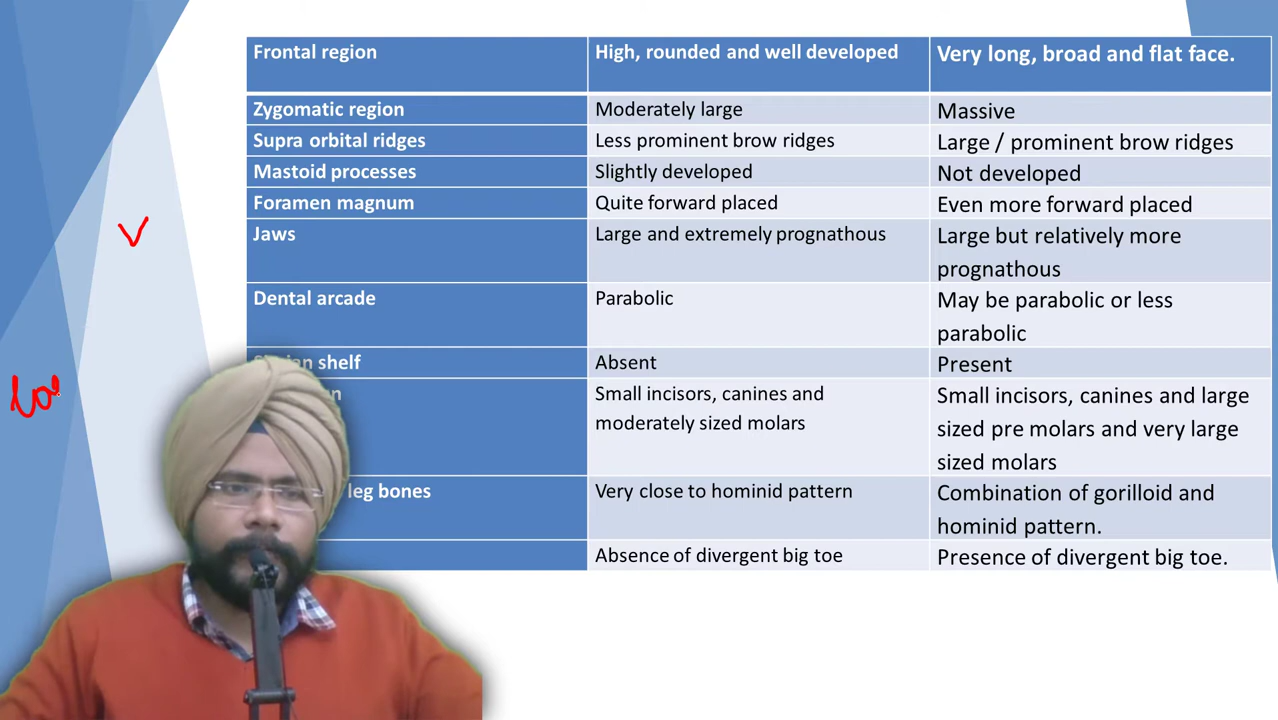 Frontal region
High, rounded and well developed
Very long, broad and flat face.
Zygomatic region
Moderately large
Massive
Supra orbital ridges
Less prominent brow ridges
Large / prominent brow ridges
Mastoid processes
Slightly developed
Not developed
Foramen magnum
Quite forward placed
Even more forward placed
Jaws
Large and extremely prognathous
Large but relatively more
prognathous
Dental arcade
Parabolic
May be parabolic or less
parabolic
shelf
Absent
Present
Small incisors, canines and
moderately sized molars
Small incisors, canines and large
sized pre molars and very large
sized molars
leg bones
Very close to hominid pattern
Combination of gorilloid and
hominid pattern.
Absence of divergent big toe
Presence of divergent big toe.